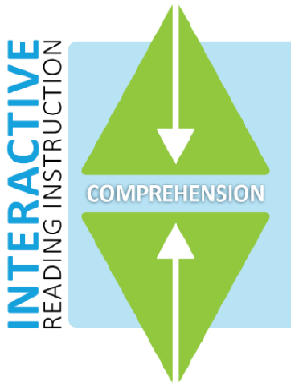 INTERACTIVE
READING INSTRUCTION
COMPREHENSION